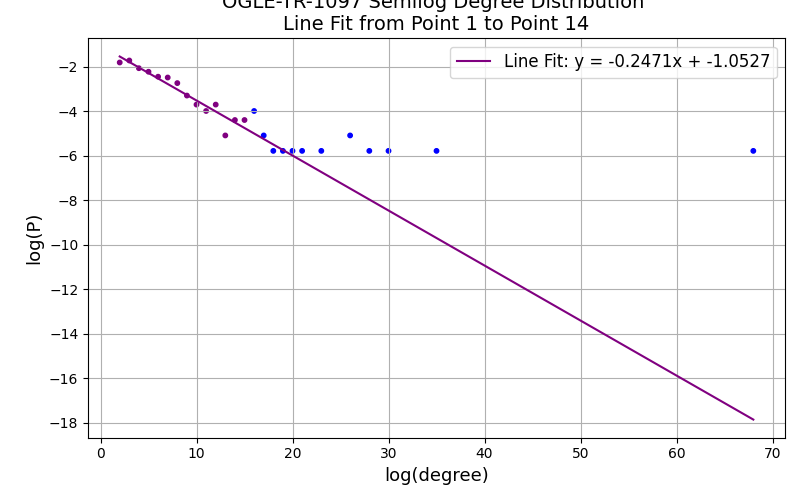 OGLE-TR-1097 Semilog Degree Distribution
Line Fit from Point 1 to Point 14
Line Fit: y = -0.2471x + -1.0527
log(P)
−2
−4
−6
−8
−10
−12
−14
−16
−18
0 10 20 30 40 50 60 70
log(degree)